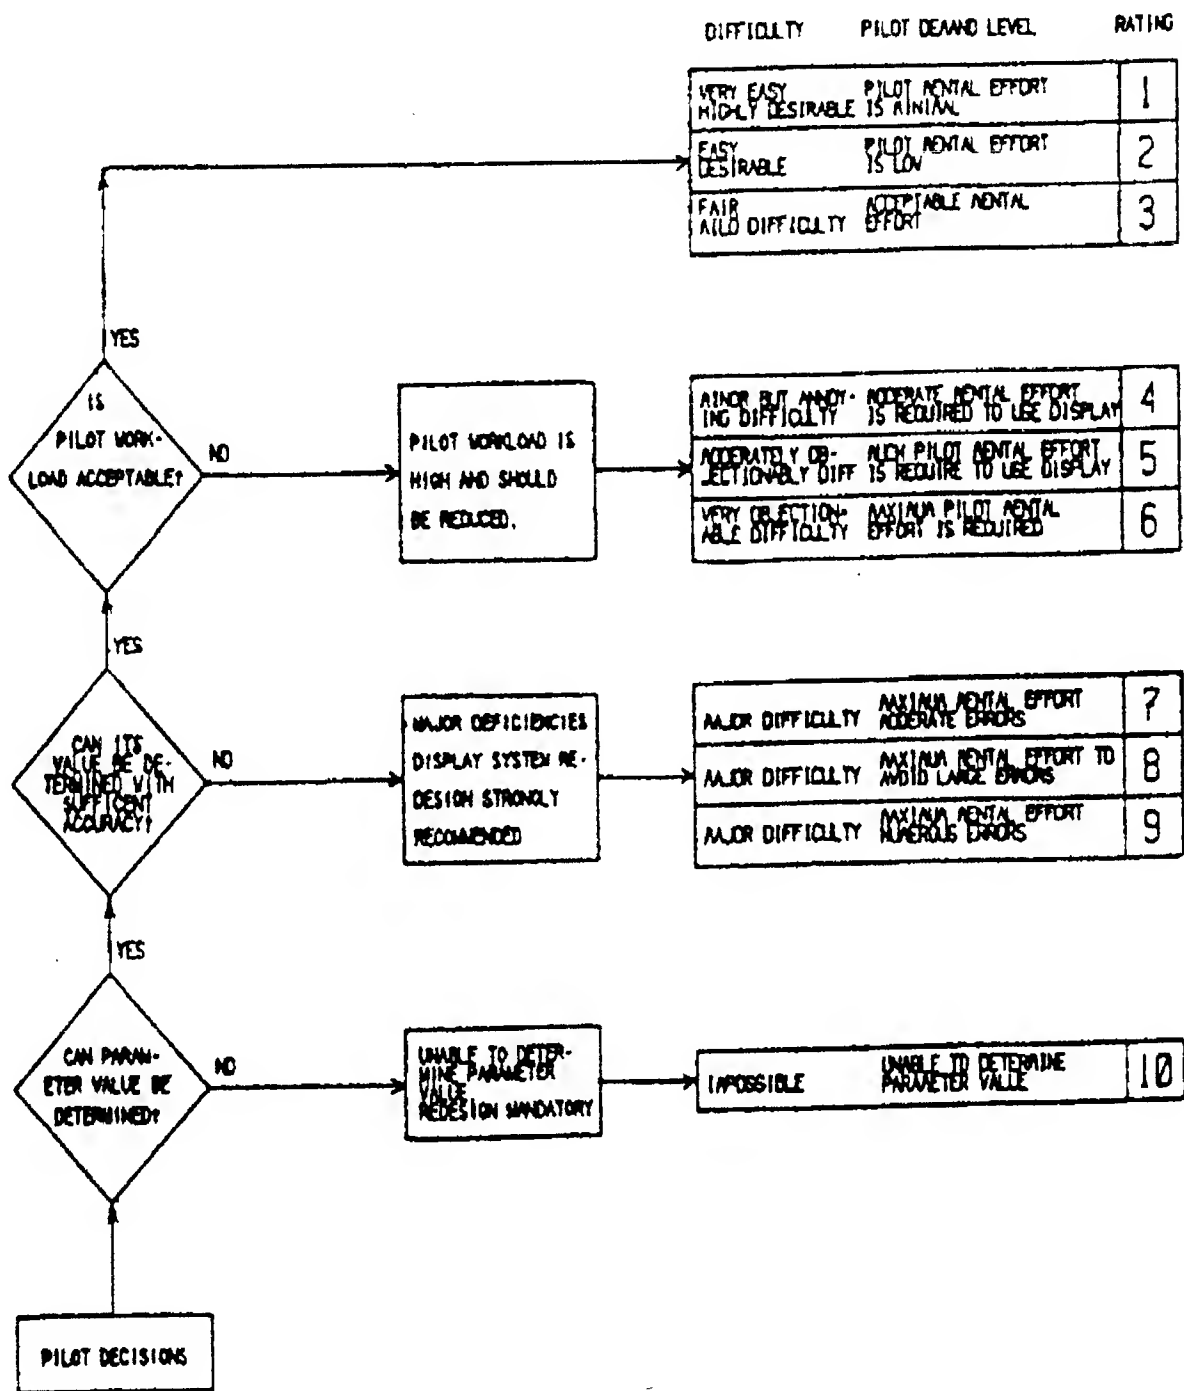 DIFFICULTY PILOT DEMAND LEVEL RATING
VERY EASY PILOT MENTAL EFFORT 1
HIGHLY DESIRABLE IS MINIMAL
EASY PILOT MENTAL EFFORT 2
DESIRABLE IS LOW
FAIR ACCEPTABLE MENTAL 3
MILD DIFFICULTY EFFORT
YES
IS
PILOT WORK-
LOAD ACCEPTABLE?
NO
PILOT WORKLOAD IS
HIGH AND SHOULD
BE REDUCED.
MINOR BUT ANNOY- MODERATE MENTAL EFFORT 4
ING DIFFICULTY IS REQUIRED TO USE DISPLAY
MODERATELY OB- MUCH PILOT MENTAL EFFORT 5
JECTIONABLY DIFF IS REQUIRE TO USE DISPLAY
VERY OBJECTION- MAXIMUM PILOT MENTAL 6
ABLE DIFFICULTY EFFORT IS REQUIRED
YES
CAN ITS
VALUE BE DE-
TERMINED WITH
SUFFICENT
ACCURACY?
NO
MAJOR DEFICIENCIES
DISPLAY SYSTEM RE-
DESIGN STRONGLY
RECOMMENDED
MAJOR DIFFICULTY MAXIMUM MENTAL EFFORT 7
MODERATE ERRORS
MAJOR DIFFICULTY MAXIMUM MENTAL EFFORT TO 8
AVOID LARGE ERRORS
MAJOR DIFFICULTY MAXIMUM MENTAL EFFORT 9
NUMEROUS ERRORS
YES
CAN PARAM-
ETER VALUE BE
DETERMINED?
NO
UNABLE TO DETER-
MINE PARAMETER
VALUE
REDESIGN MANDATORY
IMPOSSIBLE UNABLE TO DETERMINE 10
PARAMETER VALUE
PILOT DECISIONS